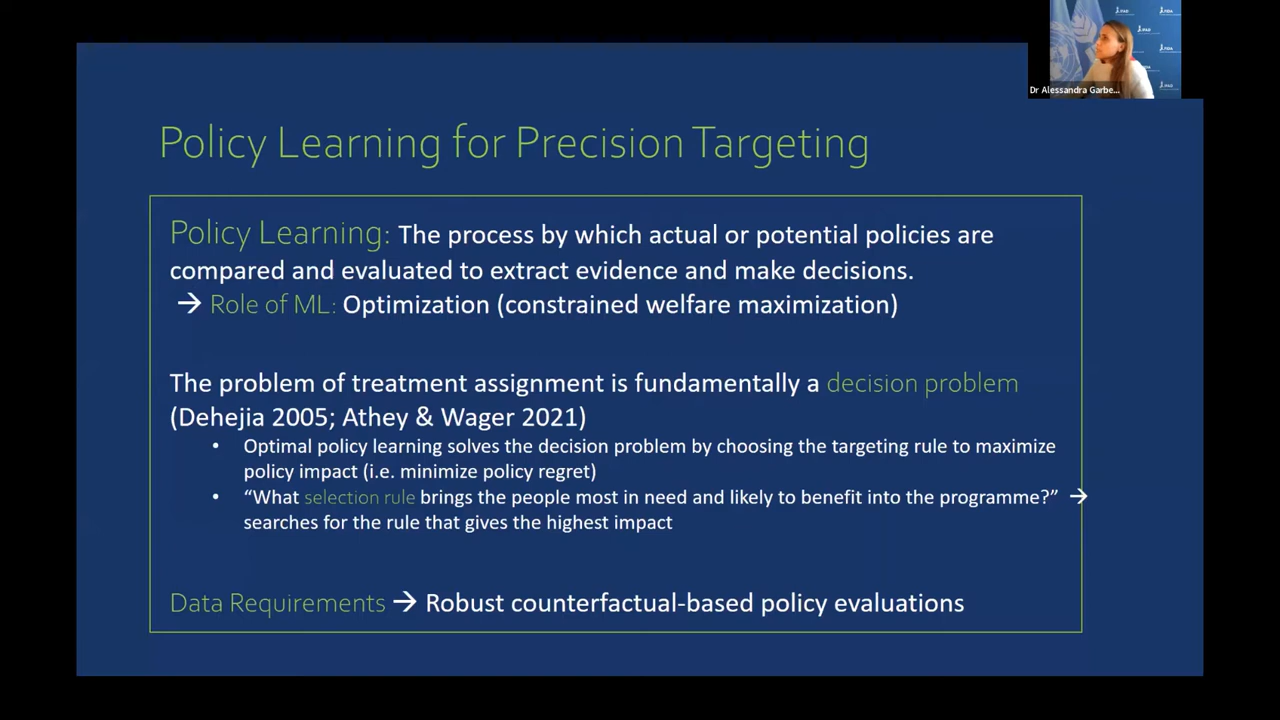 Dr Alessandra Garbe...
Policy Learning for Precision Targeting
Policy Learning: The process by which actual or potential policies are
compared and evaluated to extract evidence and make decisions.
→ Role of ML: Optimization (constrained welfare maximization)
The problem of treatment assignment is fundamentally a decision problem
(Dehejia 2005; Athey & Wager 2021)
• Optimal policy learning solves the decision problem by choosing the targeting rule to maximize
policy impact (i.e. minimize policy regret)
• “What selection rule brings the people most in need and likely to benefit into the programme?” →
searches for the rule that gives the highest impact
Data Requirements → Robust counterfactual-based policy evaluations